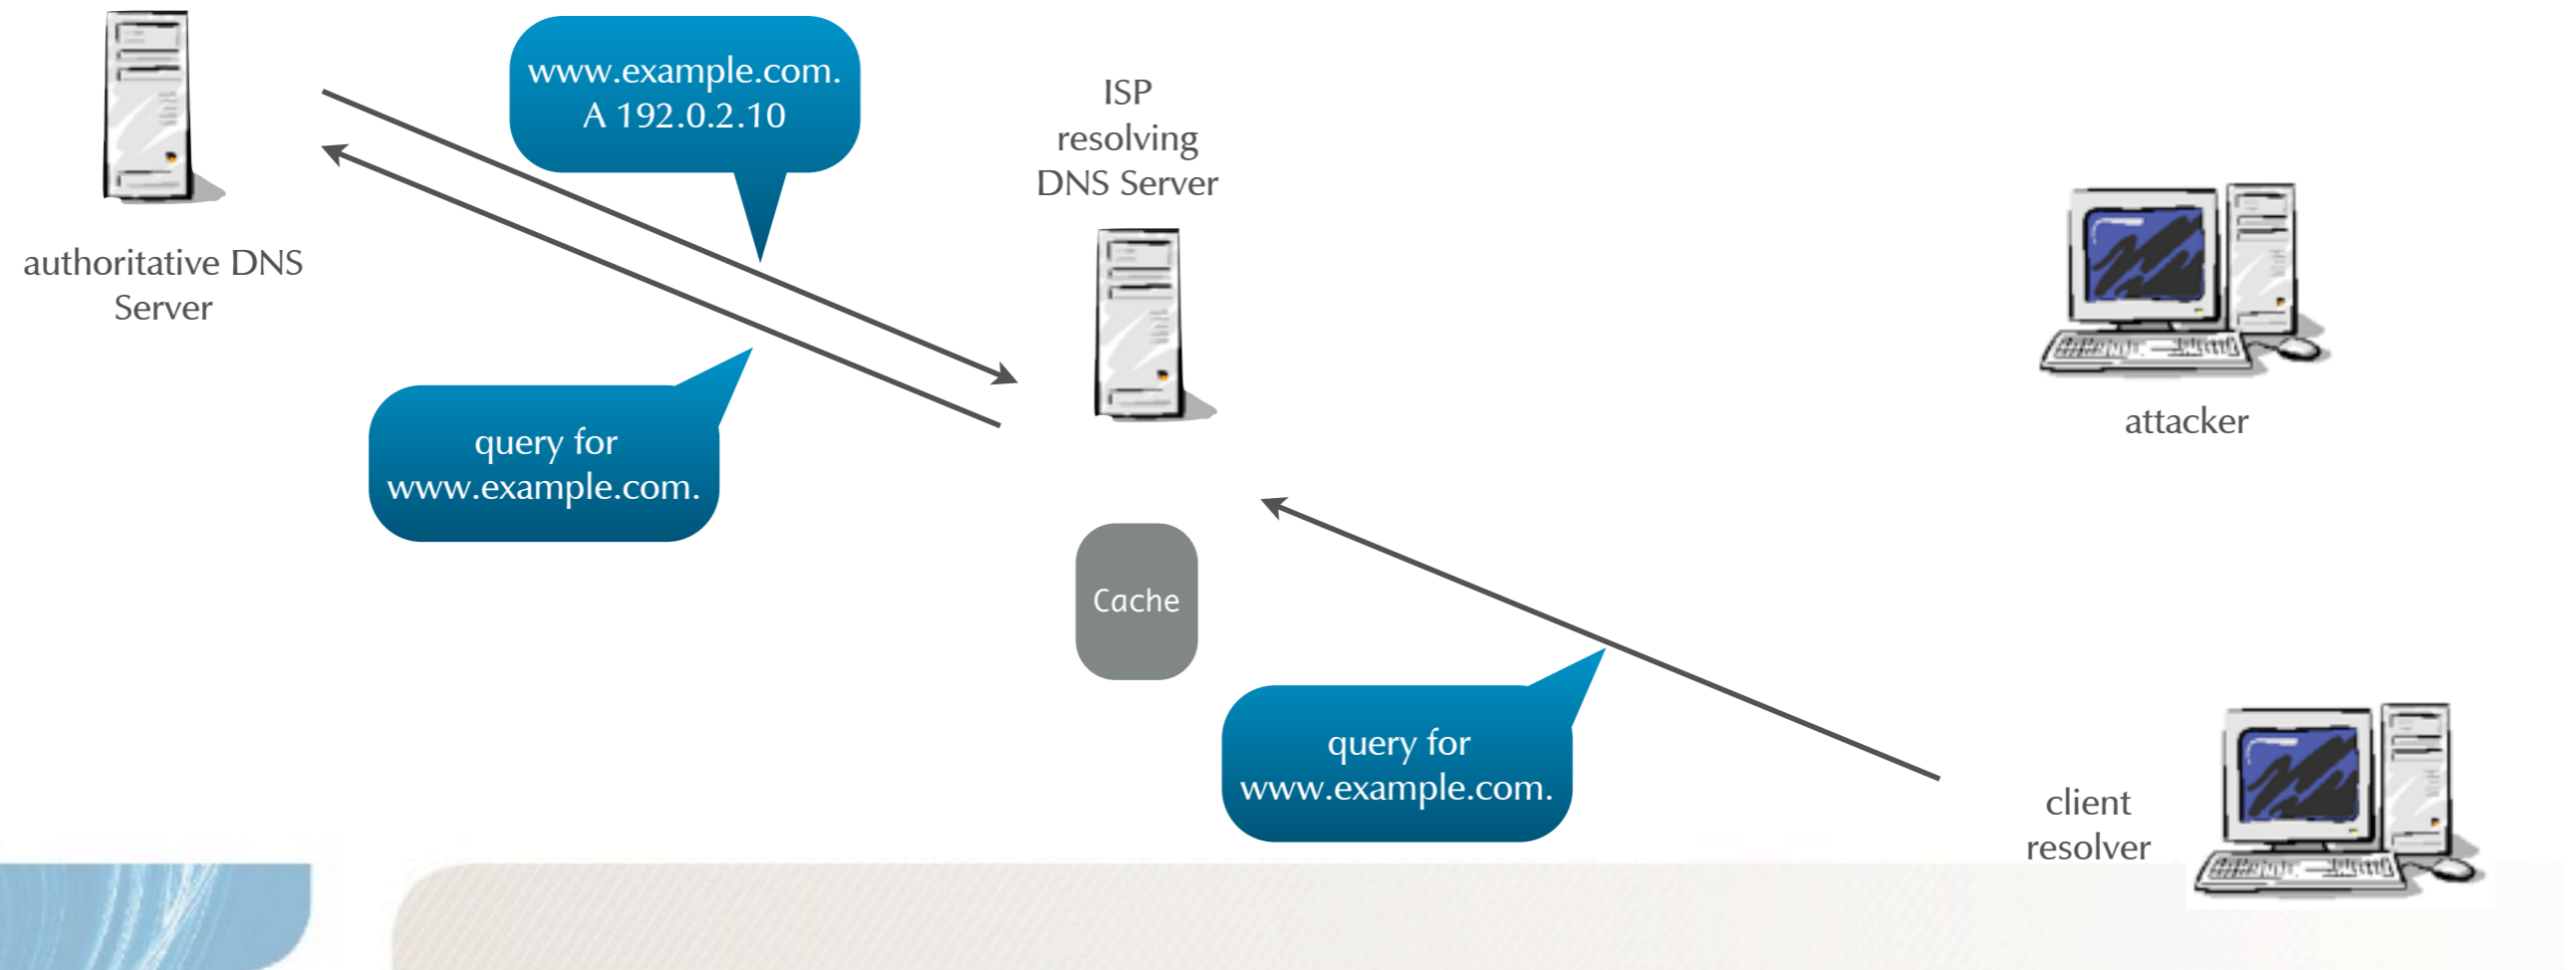 www.example.com.
A 192.0.2.10
ISP
resolving
DNS Server
authoritative DNS
Server
attacker
query for
www.example.com.
Cache
query for
www.example.com.
client
resolver